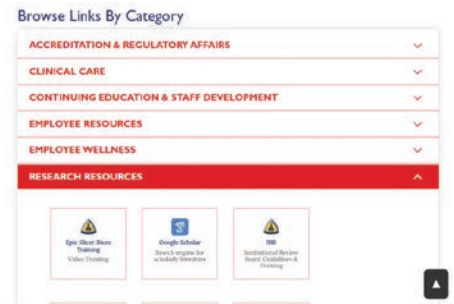 Browse Links By Category
ACCREDITATION & REGULATORY AFFAIRS
CLINICAL CARE
CONTINUING EDUCATION & STAFF DEVELOPMENT
EMPLOYEE RESOURCES
EMPLOYEE WELLNESS
RESEARCH RESOURCES
Epic Slicer Dicer
Training
Video Training
Google Scholar
Search engine for
scholarly literature
IRB
Institutional Review
Board Guidelines &
Training